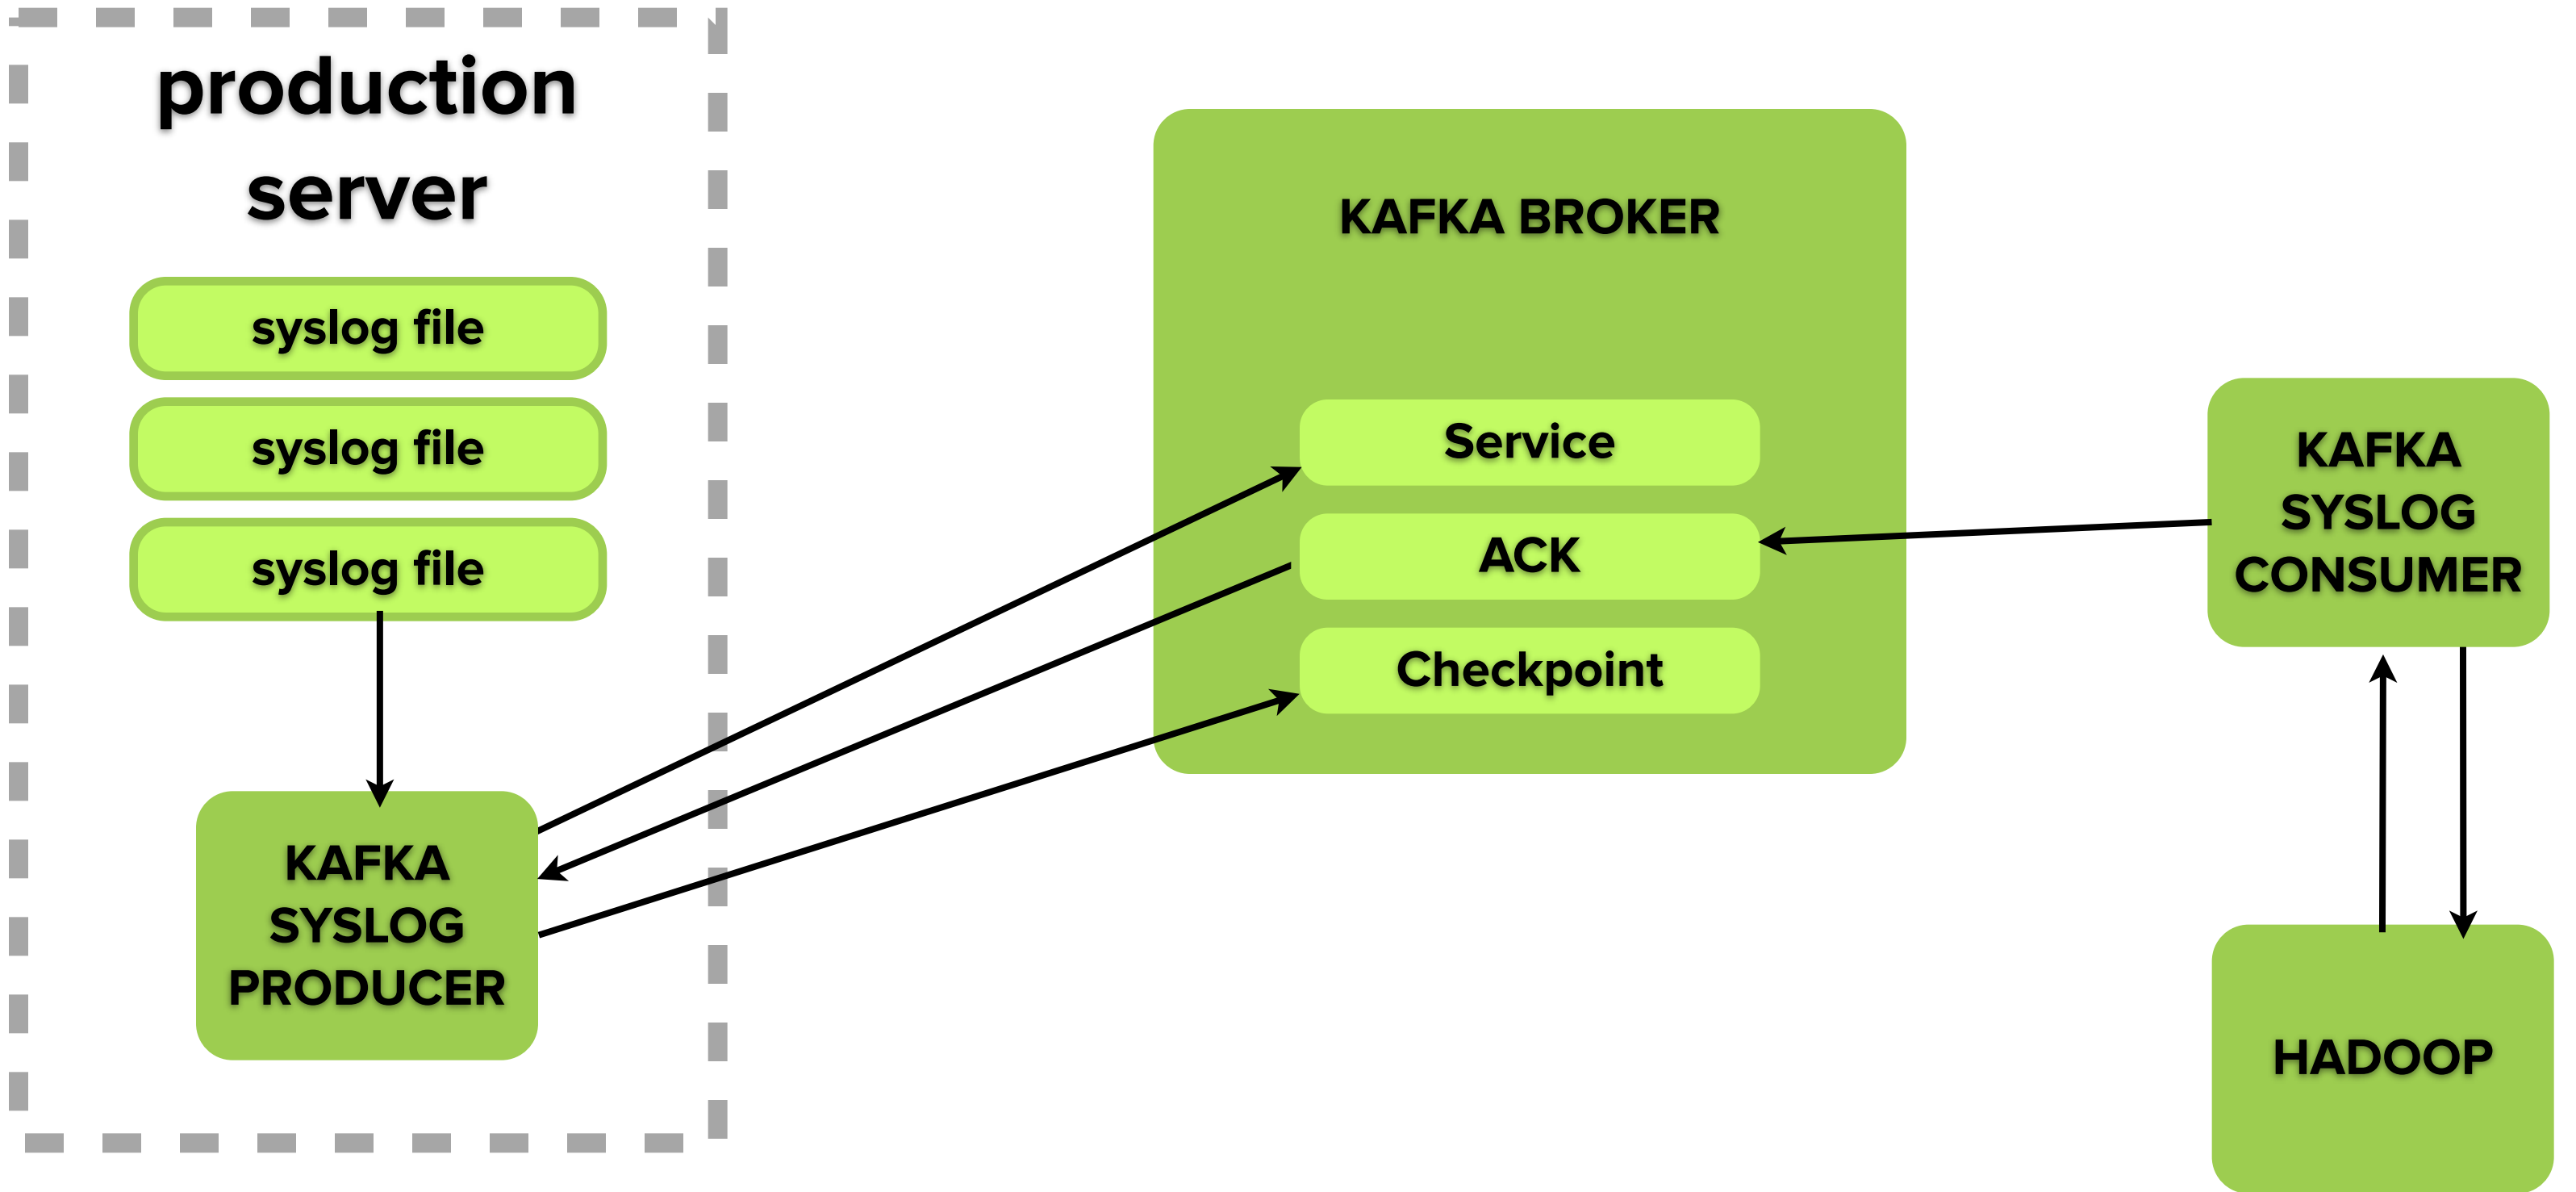 production
server
syslog file
syslog file
syslog file
KAFKA
SYSLOG
PRODUCER
KAFKA BROKER
Service
ACK
Checkpoint
KAFKA
SYSLOG
CONSUMER
HADOOP